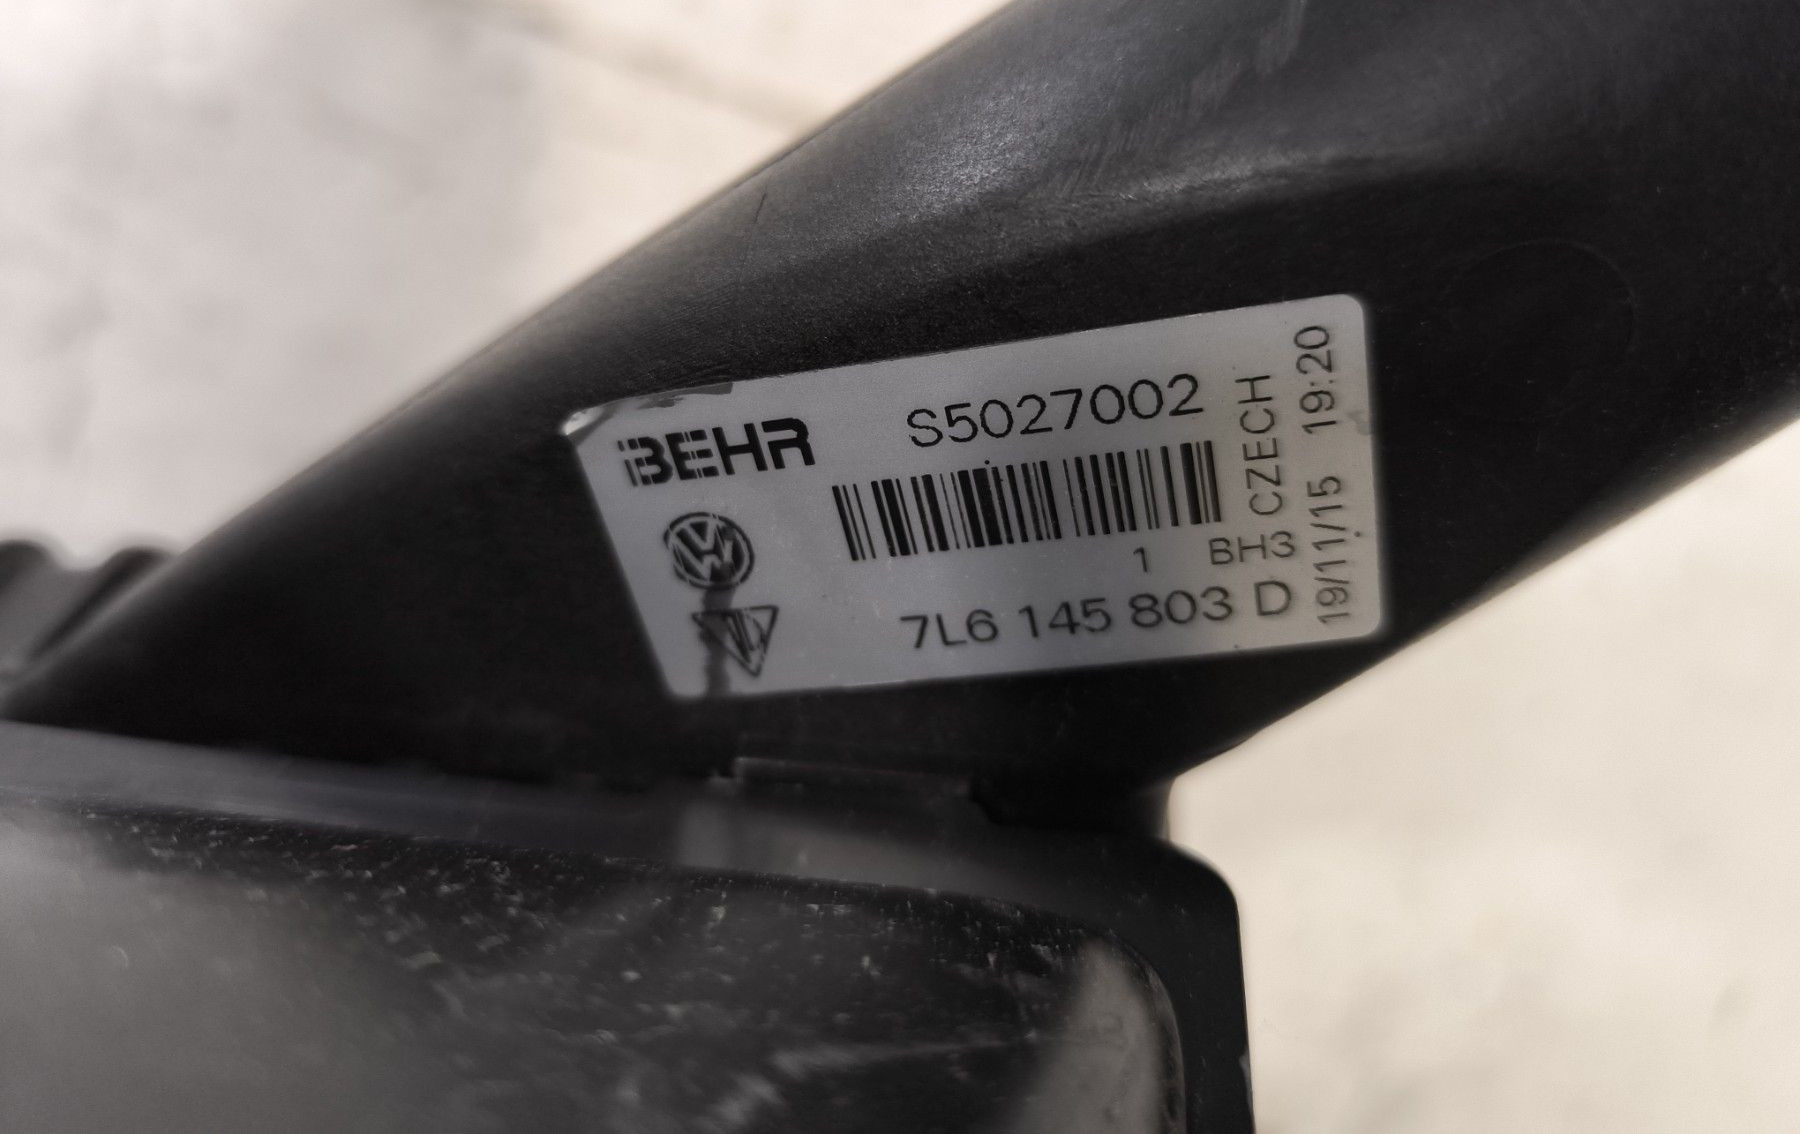 BEHR
S5027002
1 BH3
7L6 145 803 D
CZECH
19/11/15 19:20